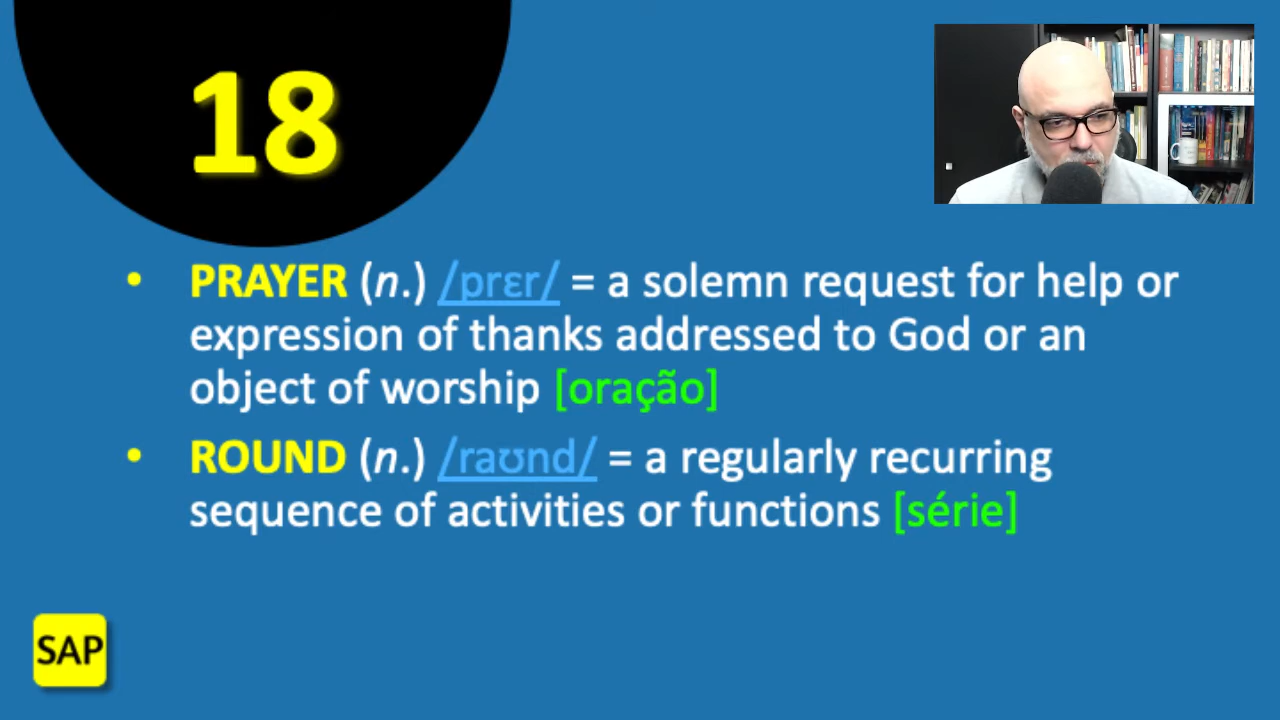 18
• PRAYER (n.) /prɛr/ = a solemn request for help or
expression of thanks addressed to God or an
object of worship [oração]
• ROUND (n.) /raʊnd/ = a regularly recurring
sequence of activities or functions [série]
SAP